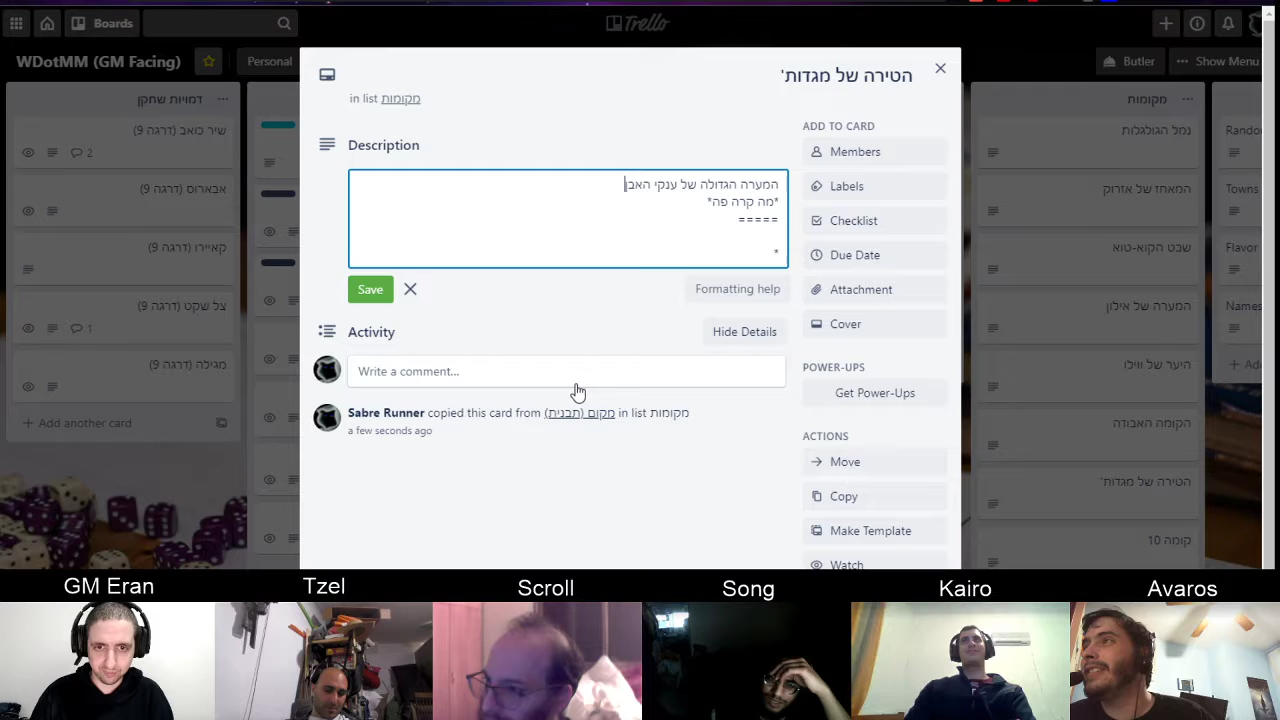 Boards
Trello
WDotMM (GM Facing)
Personal
Butler
Show Menu
דמויות שחקן
שיר כואב (דרגה 9)
2
אבארוס (דרגה 9)
קאיירו (דרגה 9)
צל שקט (דרגה 9)
1
מגילה (דרגה 9)
+ Add another card
הטירה של מגדות'
in list מקומות
Description
המערה הגדולה של ענקי האבן
*מה קרה פה*
=====
*
Save
Formatting help
Activity
Hide Details
Write a comment...
Sabre Runner copied this card from מקום (תבנית) in list מקומות
a few seconds ago
ADD TO CARD
Members
Labels
Checklist
Due Date
Attachment
Cover
POWER-UPS
Get Power-Ups
ACTIONS
Move
Copy
Make Template
Watch
מקומות
נמל הגולגלות
המאחז של אזרוק
שבט הקוא-טוא
המערה של אילון
היער של ווילו
הקומה האבודה
הטירה של מגדות'
קומה 10
Random
Towns
Flavor
Names
+ Ad
GM Eran
Tzel
Scroll
Song
Kairo
Avaros